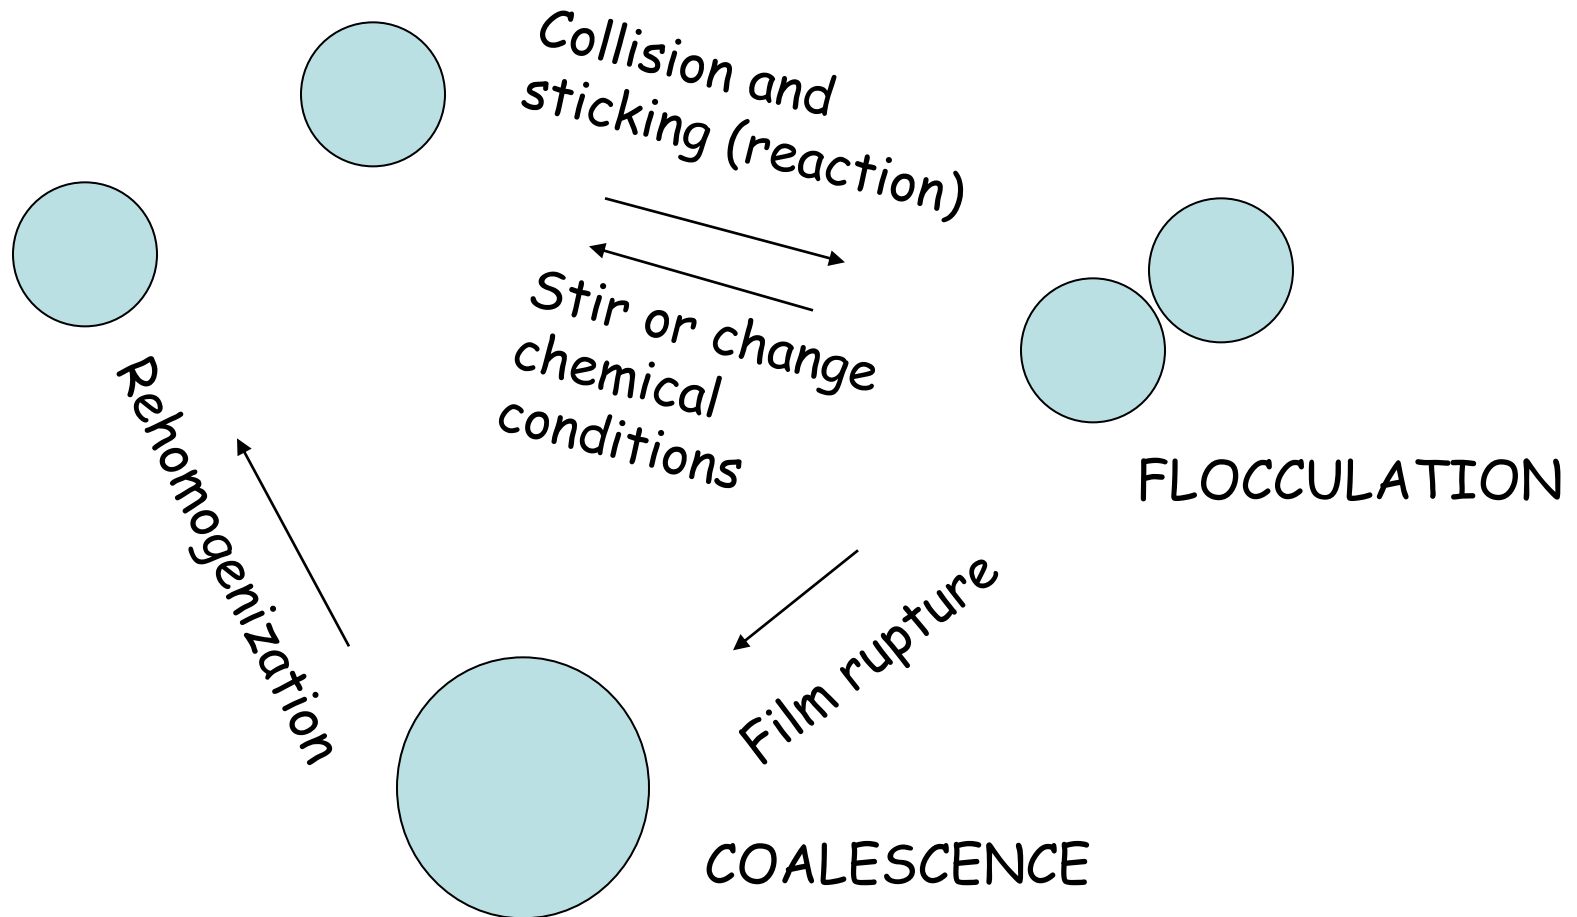 Collision and
sticking (reaction)
Stir or change
chemical
conditions
Rehomogenization
FLOCCULATION
Film rupture
COALESCENCE